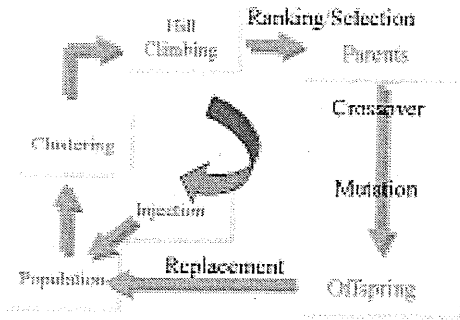 Hill
Climbing
Ranking/Selection
Parents
Crossover
Clustering
Mutation
Injection
Population
Replacement
Offspring